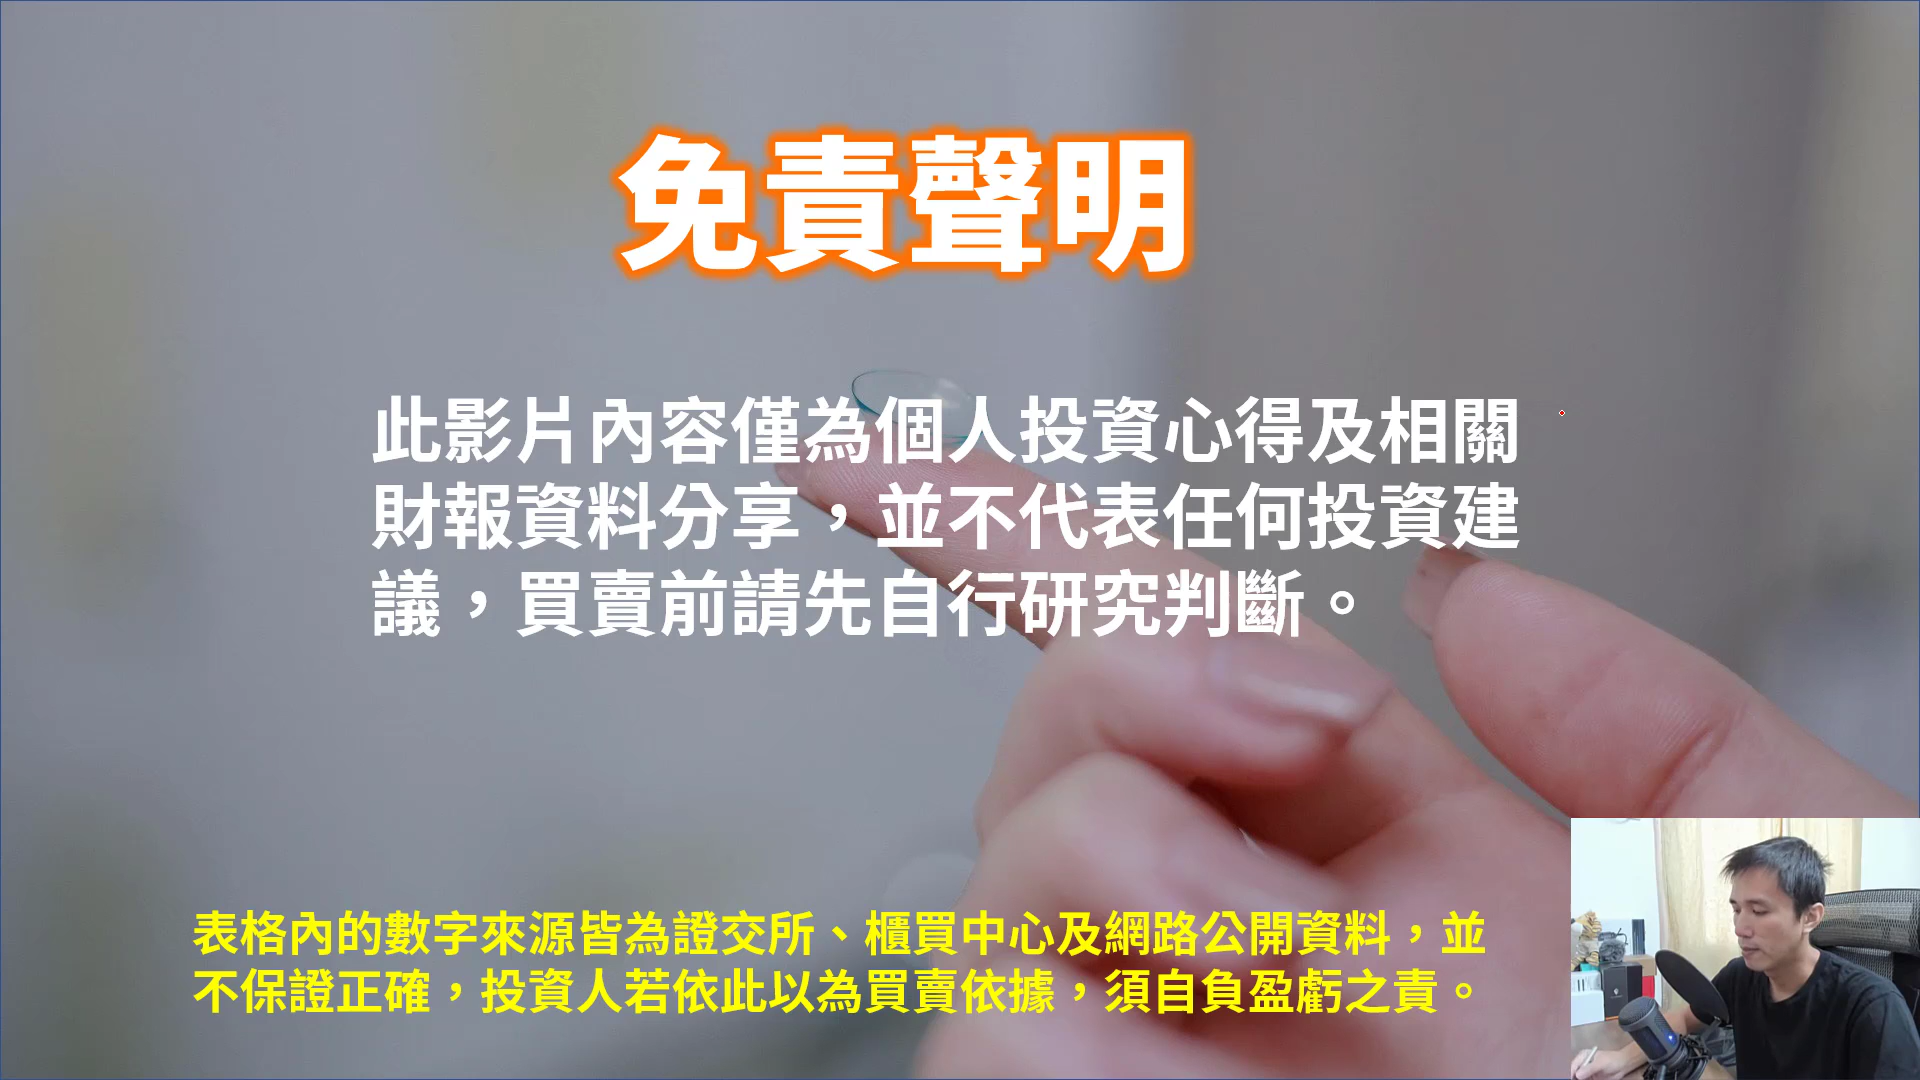 免責聲明
此影片內容僅為個人投資心得及相關
財報資料分享，並不代表任何投資建
議，買賣前請先自行研究判斷。
表格內的數字來源皆為證交所、櫃買中心及網路公開資料，並
不保證正確，投資人若依此以為買賣依據，須自負盈虧之責。